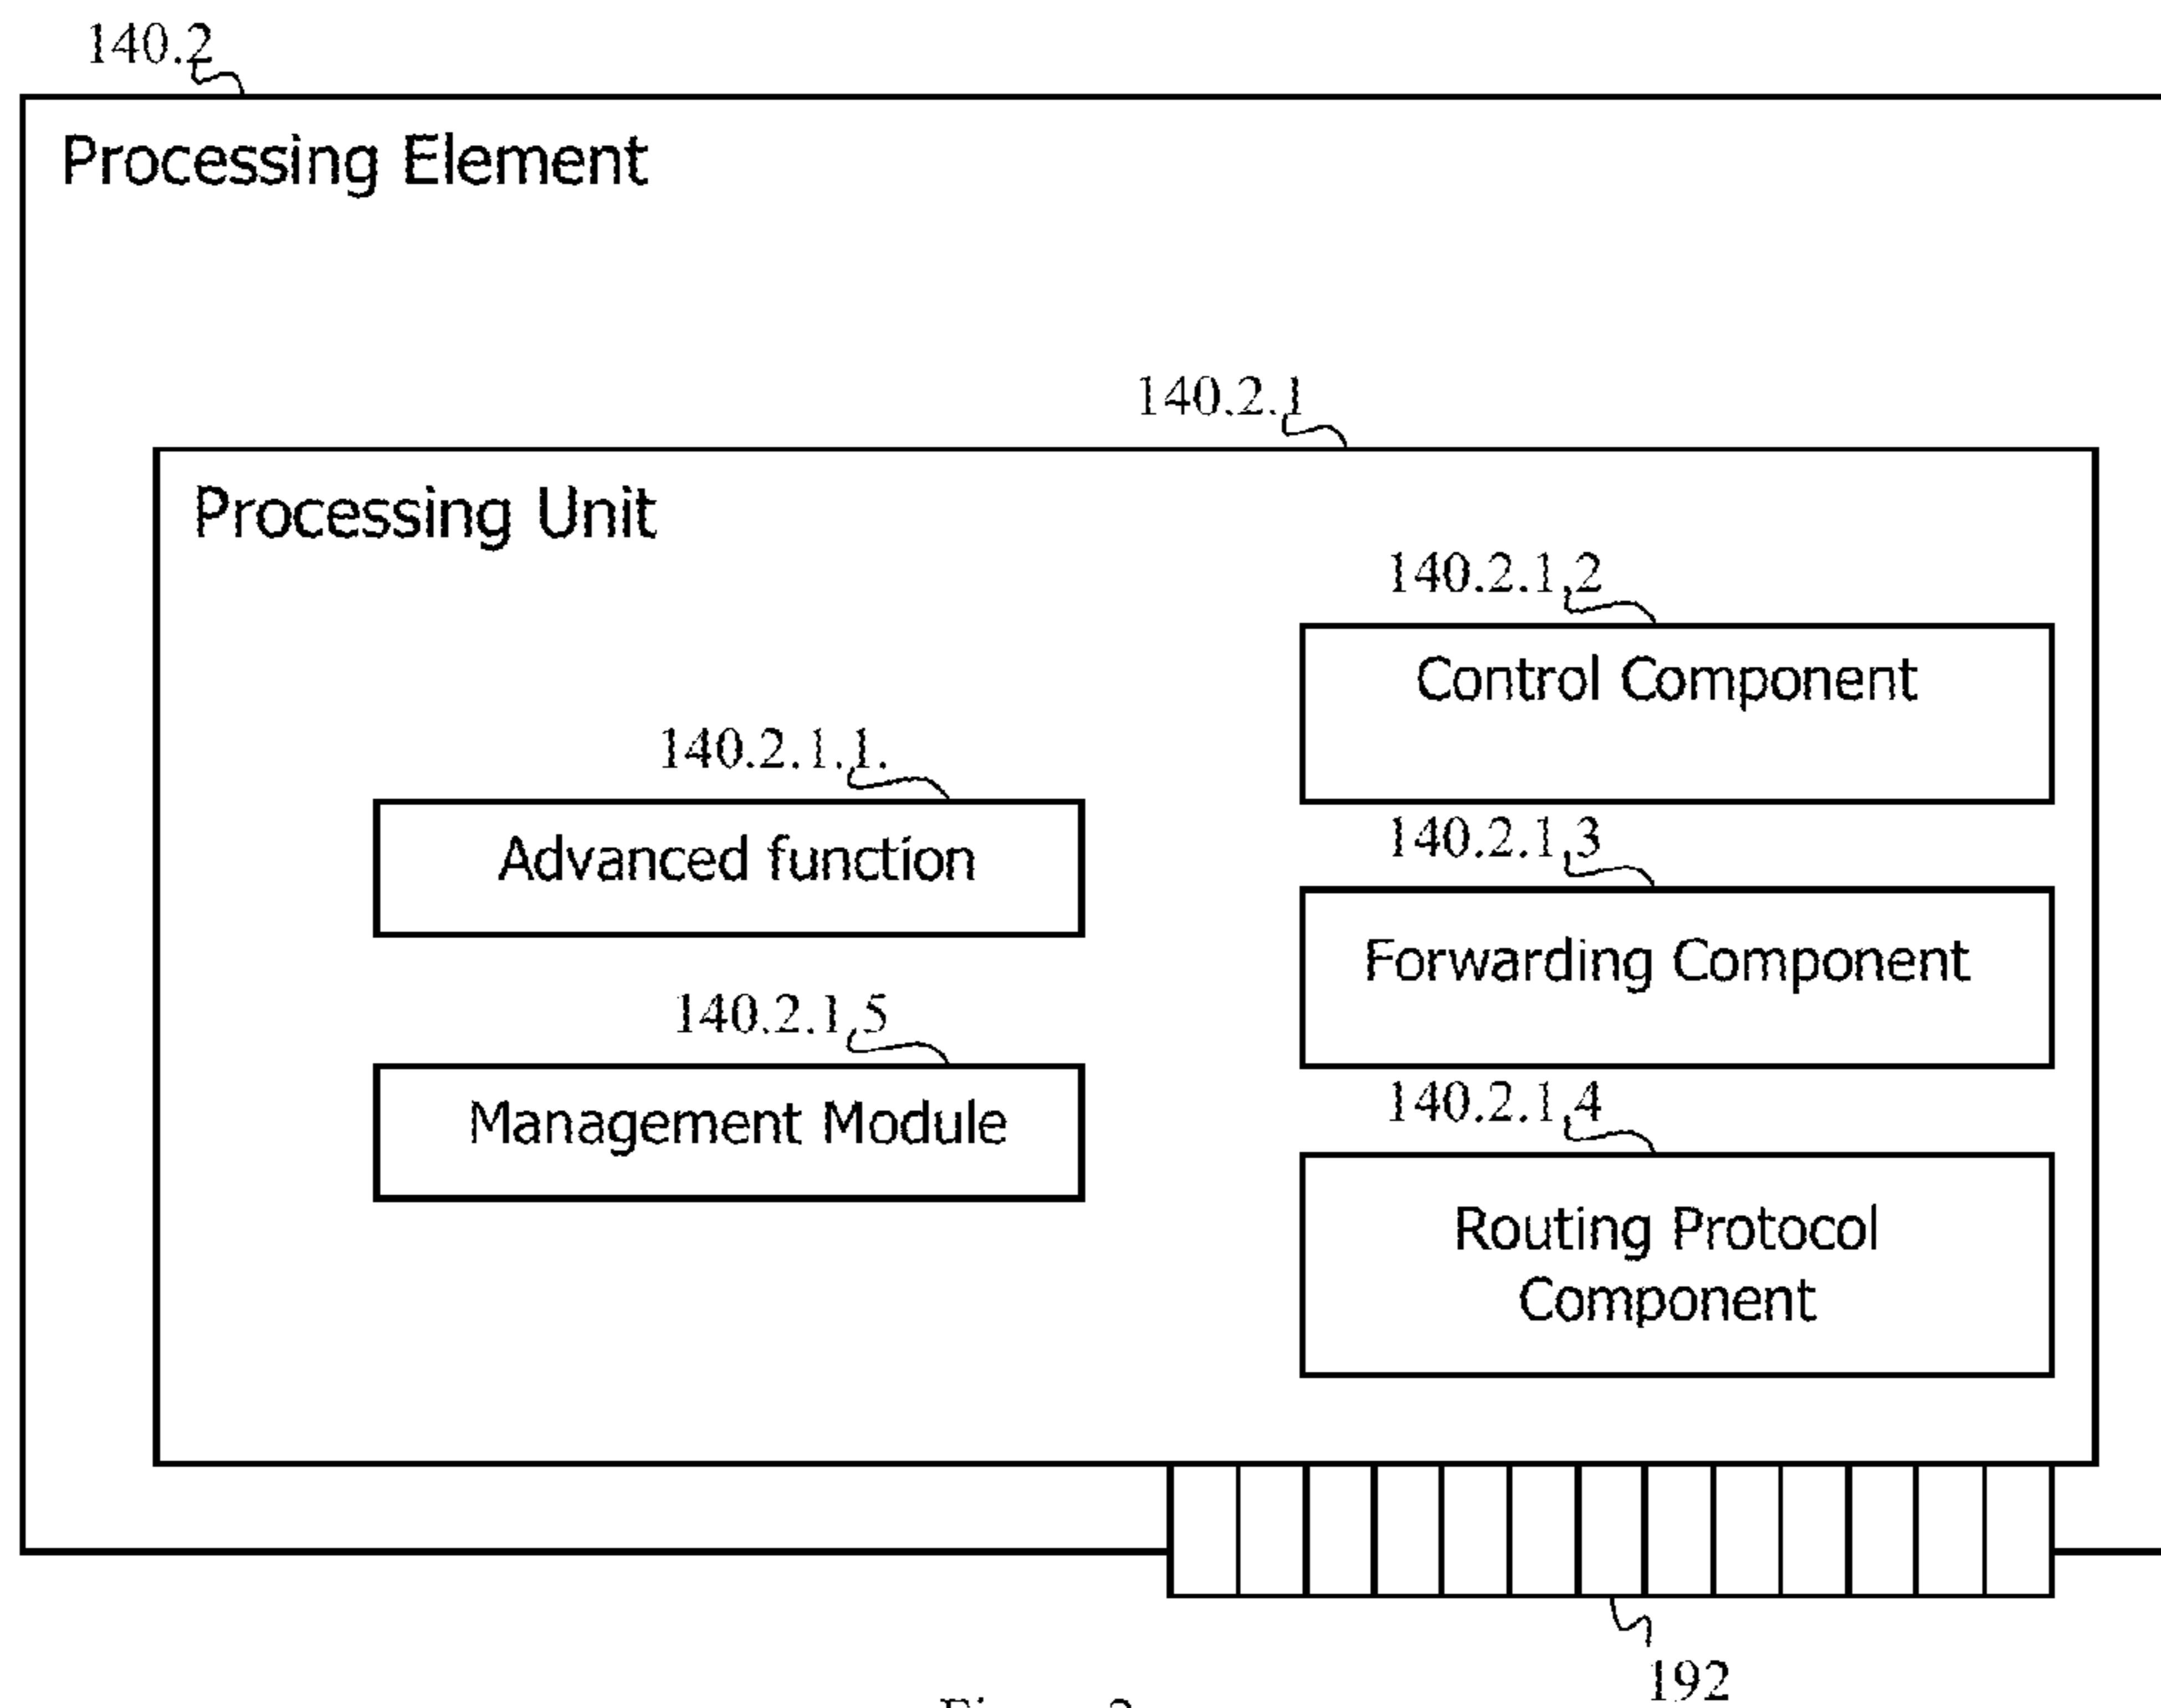 140.2
Processing Element
140.2.1
Processing Unit
140.2.1.2
Control Component
140.2.1.1.
Advanced function
140.2.1.3
Forwarding Component
140.2.1.5
Management Module
140.2.1.4
Routing Protocol
Component
192